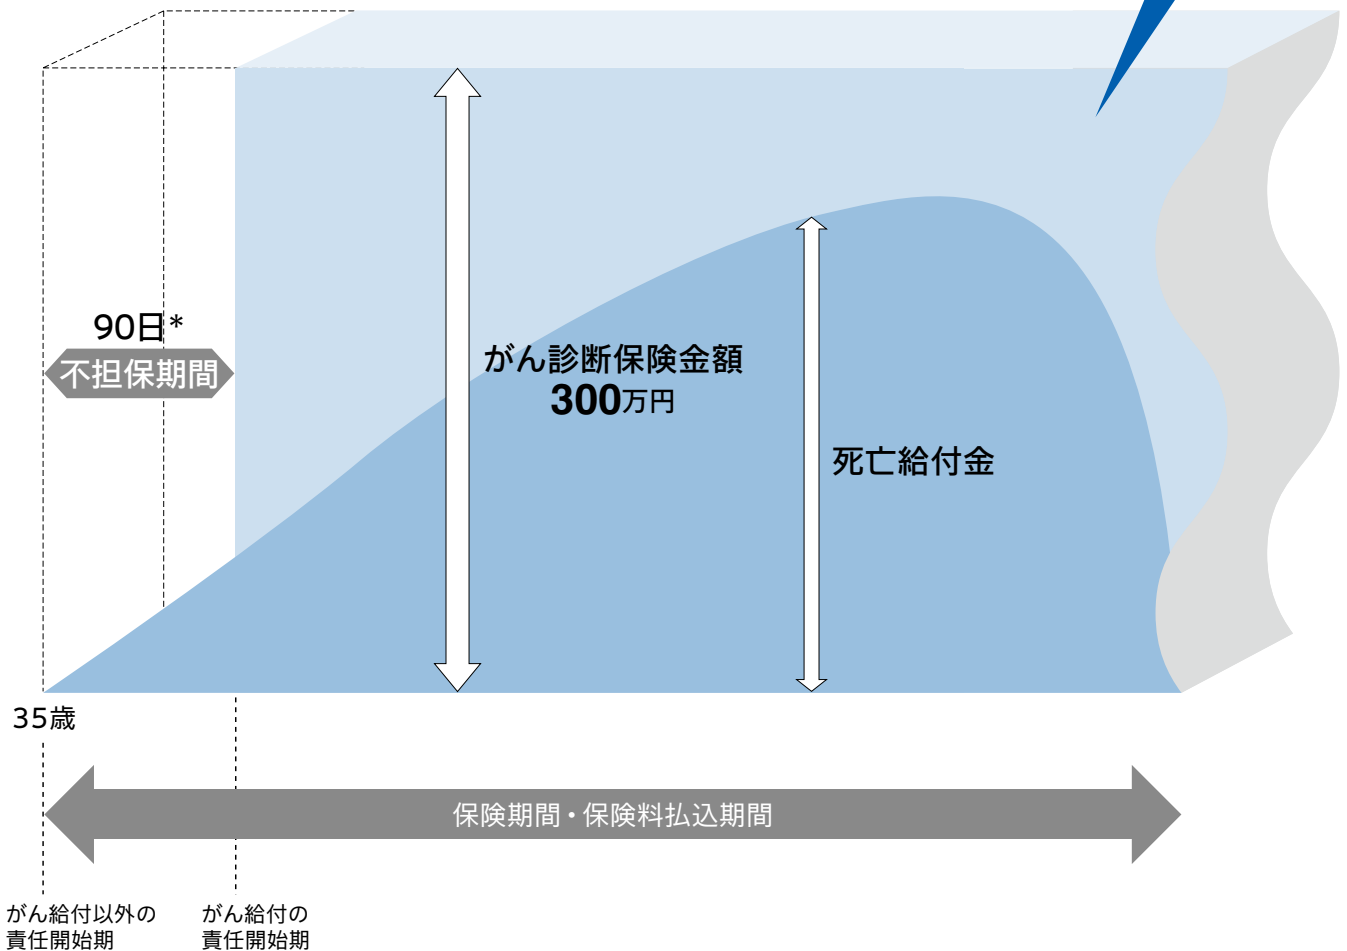 90日*
不担保期間
がん診断保険金額
300万円
死亡給付金
35歳
保険期間・保険料払込期間
がん給付以外の
責任開始期
がん給付の
責任開始期